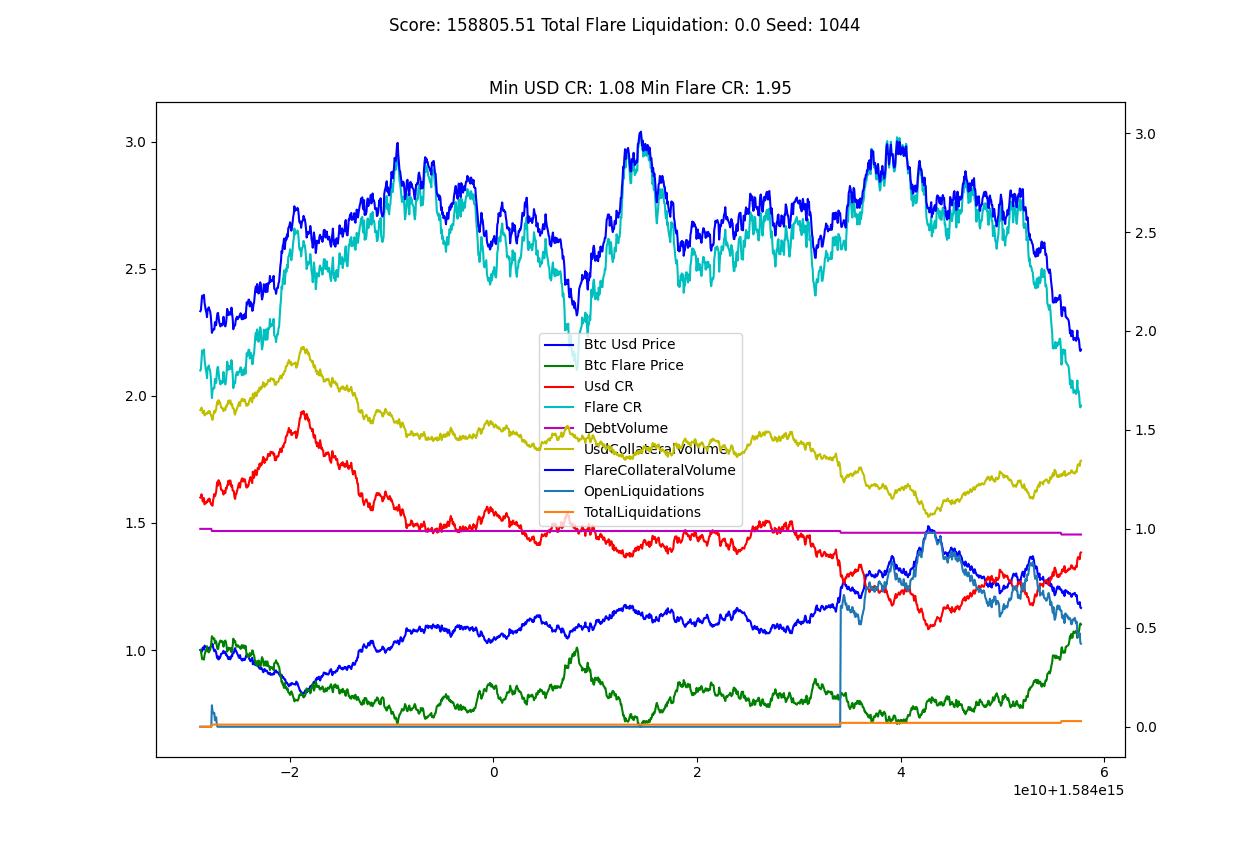 Score: 158805.51 Total Flare Liquidation: 0.0 Seed: 1044
Min USD CR: 1.08 Min Flare CR: 1.95
3.0
2.5
2.0
1.5
1.0
3.0
2.5
2.0
1.5
1.0
0.5
0.0
Btc Usd Price
Btc Flare Price
Usd CR
Flare CR
DebtVolume
UsdCollateralVolume
FlareCollateralVolume
OpenLiquidations
TotalLiquidations
−2 0 2 4 6
1e10+1.584e15